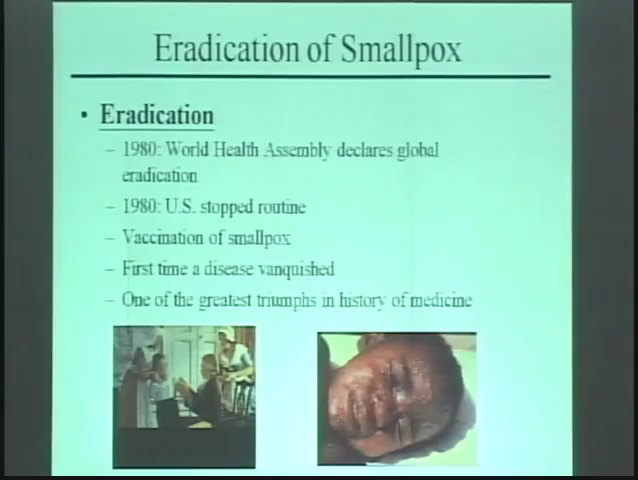 Eradication of Smallpox
• Eradication
– 1980: World Health Assembly declares global
eradication
– 1980: U.S. stopped routine
– Vaccination of smallpox
– First time a disease vanquished
– One of the greatest triumphs in history of medicine